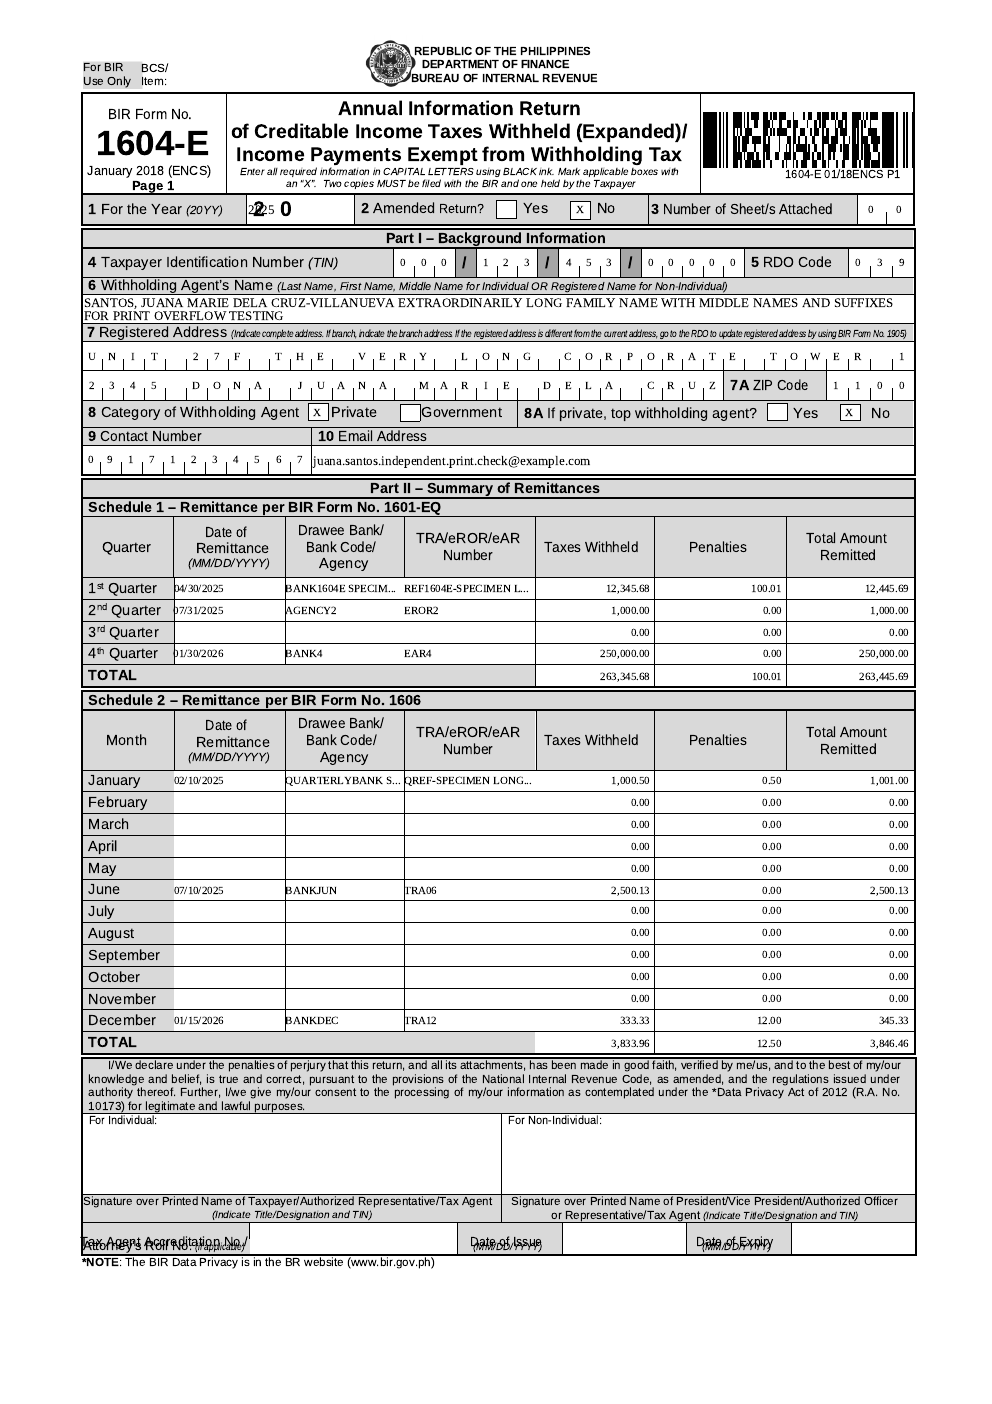 REPUBLIC OF THE PHILIPPINES
DEPARTMENT OF FINANCE
BUREAU OF INTERNAL REVENUE
For BIR Use Only
BCS/ Item:
BIR Form No.
1604-E
January 2018 (ENCS)
Page 1
Annual Information Return
of Creditable Income Taxes Withheld (Expanded)/
Income Payments Exempt from Withholding Tax
Enter all required information in CAPITAL LETTERS using BLACK ink. Mark applicable boxes with
an "X". Two copies MUST be filed with the BIR and one held by the Taxpayer
1604-E 01/18ENCS P1
1 For the Year (20YY) 2025 2 0 2 Amended Return? Yes X No 3 Number of Sheet/s Attached 0 0
Part I – Background Information
4 Taxpayer Identification Number (TIN) 0 0 0 / 1 2 3 / 4 5 3 / 0 0 0 0 0 5 RDO Code 0 3 9
6 Withholding Agent's Name (Last Name, First Name, Middle Name for Individual OR Registered Name for Non-Individual)
SANTOS, JUANA MARIE DELA CRUZ-VILLANUEVA EXTRAORDINARILY LONG FAMILY NAME WITH MIDDLE NAMES AND SUFFIXES
FOR PRINT OVERFLOW TESTING
7 Registered Address (Indicate complete address. If branch, indicate the branch address. If the registered address is different from the current address, go to the RDO to update registered address by using BIR Form No. 1905)
U N I T 2 7 F T H E V E R Y L O N G C O R P O R A T E T O W E R 1
2 3 4 5 D O N A J U A N A M A R I E D E L A C R U Z 7A ZIP Code 1 1 0 0
8 Category of Withholding Agent X Private Government 8A If private, top withholding agent? Yes X No
9 Contact Number 10 Email Address
0 9 1 7 1 2 3 4 5 6 7 juana.santos.independent.print.check@example.com
Part II – Summary of Remittances
Schedule 1 – Remittance per BIR Form No. 1601-EQ
Quarter Date of Remittance (MM/DD/YYYY) Drawee Bank/ Bank Code/ Agency TRA/eROR/eAR Number Taxes Withheld Penalties Total Amount Remitted
1st Quarter 04/30/2025 BANK1604E SPECIM... REF1604E-SPECIMEN L... 12,345.68 100.01 12,445.69
2nd Quarter 07/31/2025 AGENCY2 EROR2 1,000.00 0.00 1,000.00
3rd Quarter 0.00 0.00 0.00
4th Quarter 01/30/2026 BANK4 EAR4 250,000.00 0.00 250,000.00
TOTAL 263,345.68 100.01 263,445.69
Schedule 2 – Remittance per BIR Form No. 1606
Month Date of Remittance (MM/DD/YYYY) Drawee Bank/ Bank Code/ Agency TRA/eROR/eAR Number Taxes Withheld Penalties Total Amount Remitted
January 02/10/2025 QUARTERLYBANK S... QREF-SPECIMEN LONG... 1,000.50 0.50 1,001.00
February 0.00 0.00 0.00
March 0.00 0.00 0.00
April 0.00 0.00 0.00
May 0.00 0.00 0.00
June 07/10/2025 BANKJUN TRA06 2,500.13 0.00 2,500.13
July 0.00 0.00 0.00
August 0.00 0.00 0.00
September 0.00 0.00 0.00
October 0.00 0.00 0.00
November 0.00 0.00 0.00
December 01/15/2026 BANKDEC TRA12 333.33 12.00 345.33
TOTAL 3,833.96 12.50 3,846.46
I/We declare under the penalties of perjury that this return, and all its attachments, has been made in good faith, verified by me/us, and to the best of my/our
knowledge and belief, is true and correct, pursuant to the provisions of the National Internal Revenue Code, as amended, and the regulations issued under
authority thereof. Further, I/we give my/our consent to the processing of my/our information as contemplated under the *Data Privacy Act of 2012 (R.A. No.
10173) for legitimate and lawful purposes.
For Individual: For Non-Individual:
Signature over Printed Name of Taxpayer/Authorized Representative/Tax Agent
(Indicate Title/Designation and TIN)
Signature over Printed Name of President/Vice President/Authorized Officer
or Representative/Tax Agent (Indicate Title/Designation and TIN)
Tax Agent Accreditation No./ Date of Issue Date of Expiry
Attorney's Roll No. (if applicable) (MM/DD/YYYY) (MM/DD/YYYY)
*NOTE: The BIR Data Privacy is in the BR website (www.bir.gov.ph)